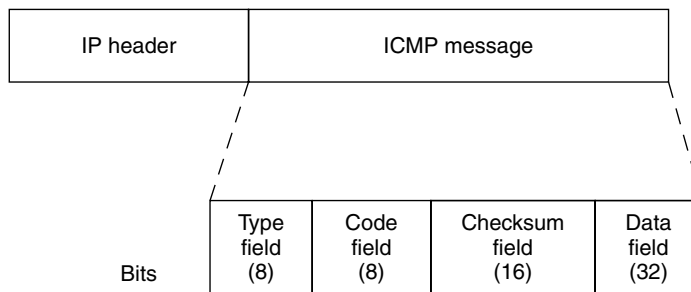 IP header
ICMP message
Type
field
(8)
Code
field
(8)
Checksum
field
(16)
Data
field
(32)
Bits